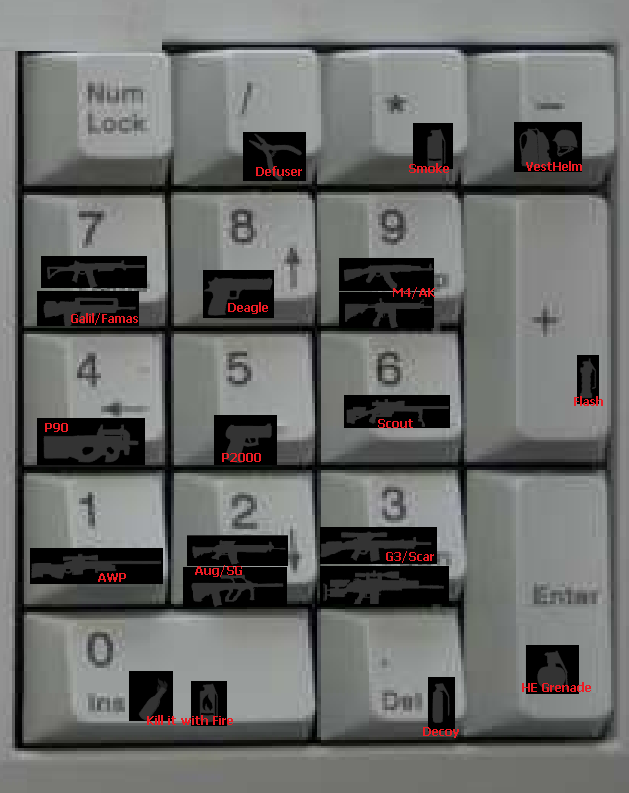 Num
Lock
/
*
-
Defuser
Smoke
VestHelm
7
8
9
+
Galil/Famas
Deagle
M4/AK
4
5
6
Flash
P90
P2000
Scout
1
2
3
AWP
Aug/SG
G3/Scar
Enter
0
.
Ins
Del
Kill it with Fire
Decoy
HE Grenade